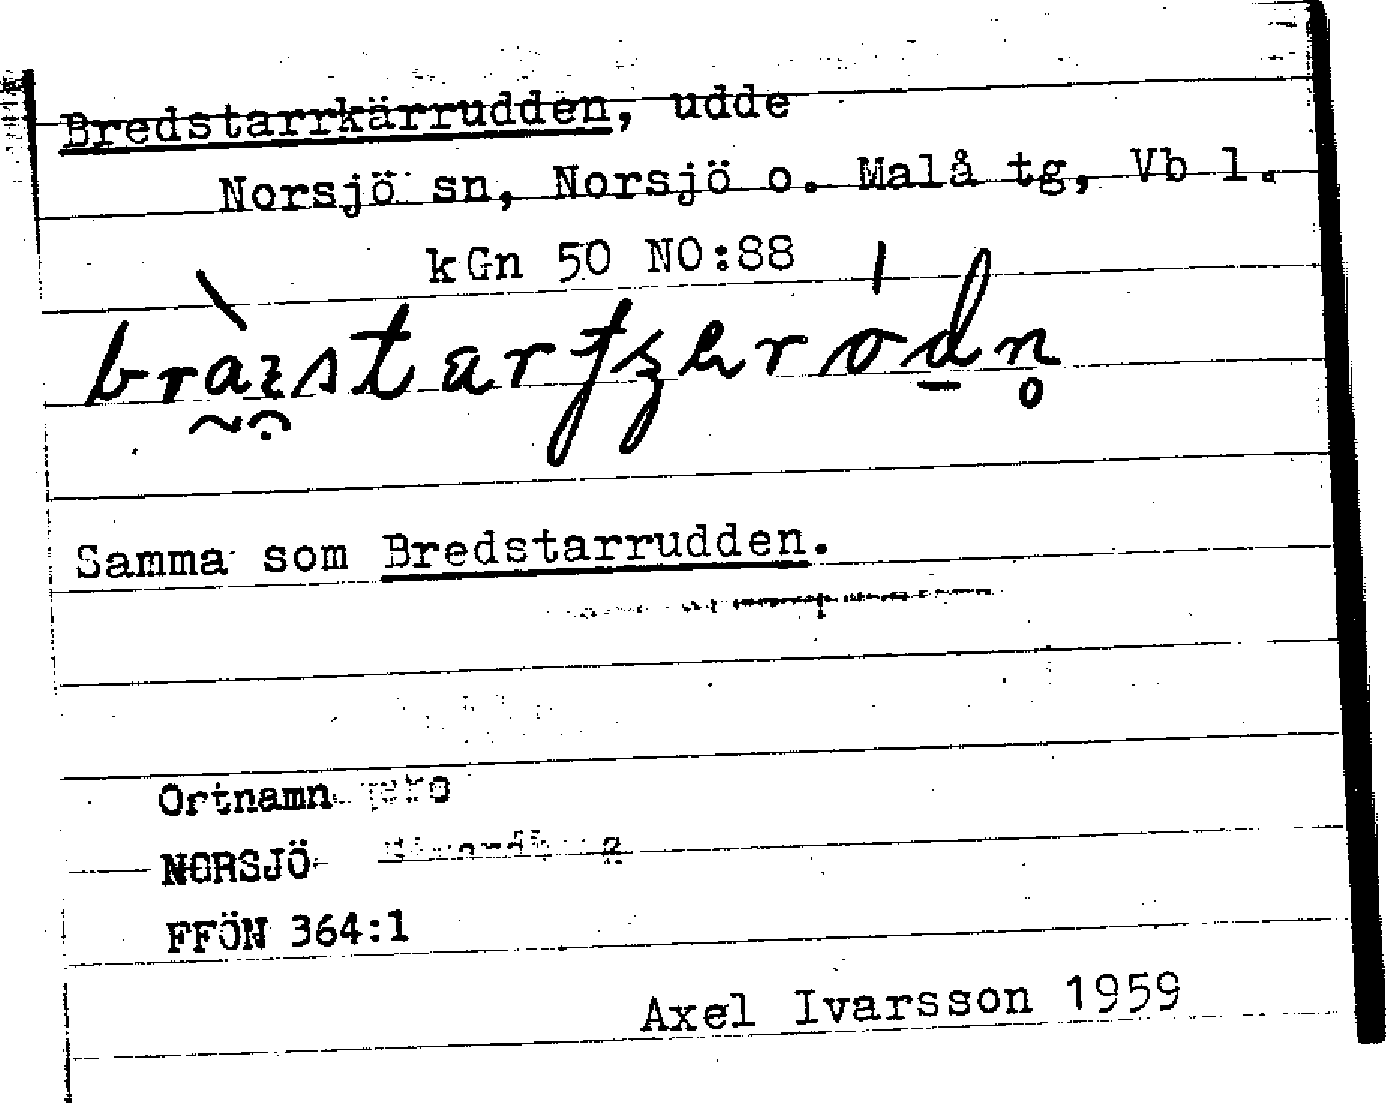 Bredstarrkärrudden, udde
Norsjö sn, Norsjö o. Malå tg, Vb l.
kGn 50 NO:88
Samma som Bredstarrudden.
Ortnamn
NORSJÖ
FFÖN 364:1
Axel Ivarsson 1959